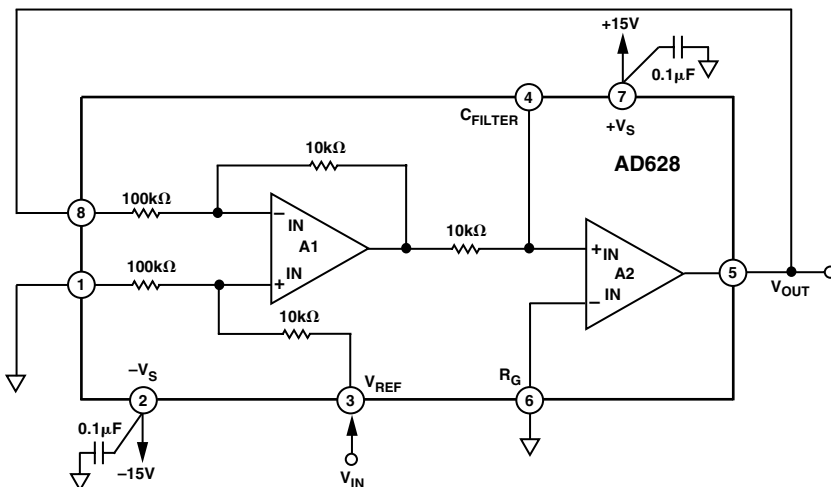 +15V
0.1μF
4
7
C_FILTER
+V_S
10kΩ
AD628
100kΩ
8
–
IN
A1
10kΩ
+
IN
A2
1
100kΩ
+
IN
–
IN
5
V_OUT
10kΩ
–V_S
V_REF
R_G
2
3
6
0.1μF
–15V
V_IN